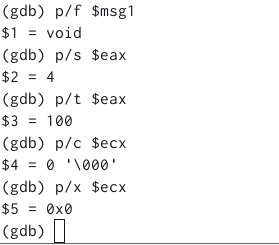 (gdb) p/f $msg1
$1 = void
(gdb) p/s $eax
$2 = 4
(gdb) p/t $eax
$3 = 100
(gdb) p/c $ecx
$4 = 0 '\000'
(gdb) p/x $ecx
$5 = 0x0
(gdb)